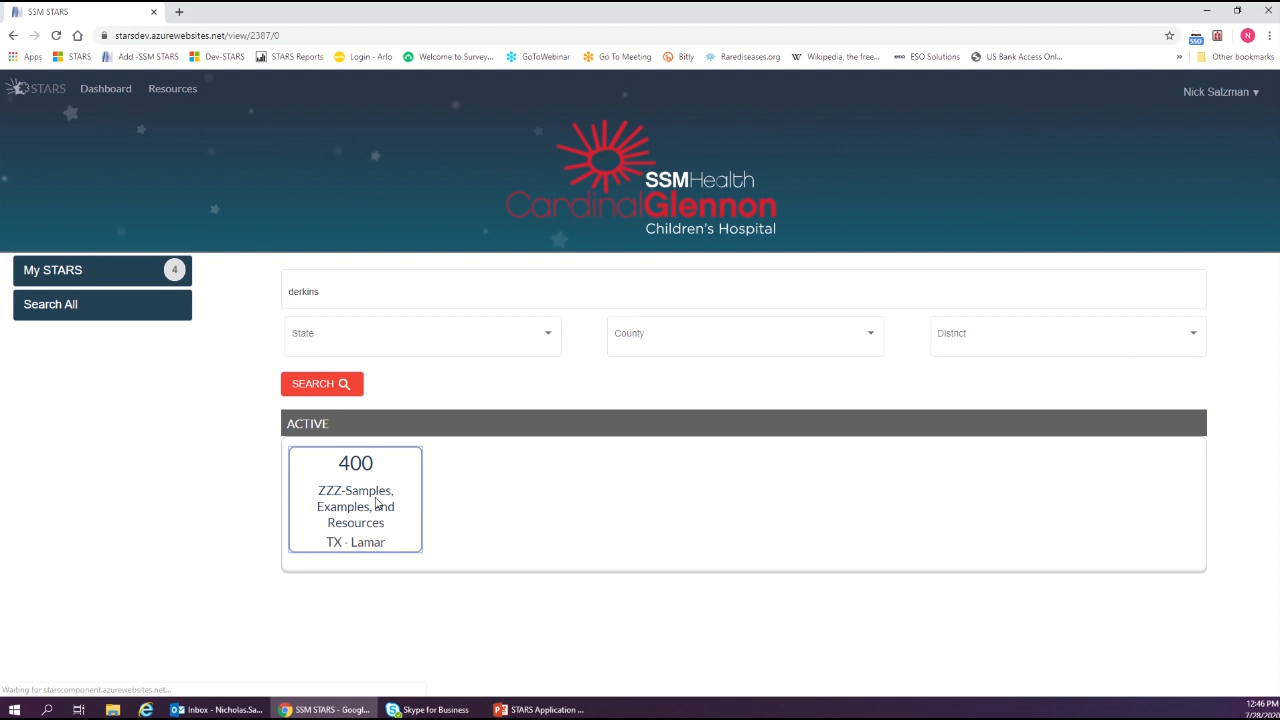 SSM STARS
starsdev.azurewebsites.net/view/2387/0
Apps STARS Add -SSM STARS Dev-STARS STARS Reports Login - Arlo Welcome to Survey... GoToWebinar Go To Meeting Bitly Rarediseases.org Wikipedia, the free... ESO Solutions US Bank Access Onl... » Other bookmarks
STARS Dashboard Resources
Nick Salzman
SSMHealth
CardinalGlennon
Children's Hospital
My STARS 4
Search All
derkins
State County District
SEARCH
ACTIVE
400
ZZZ-Samples,
Examples, and
Resources
TX - Lamar
Waiting for starscomponent.azurewebsites.net...
Inbox - Nicholas.Sa... SSM STARS - Googl... Skype for Business STARS Application ...
12:46 PM